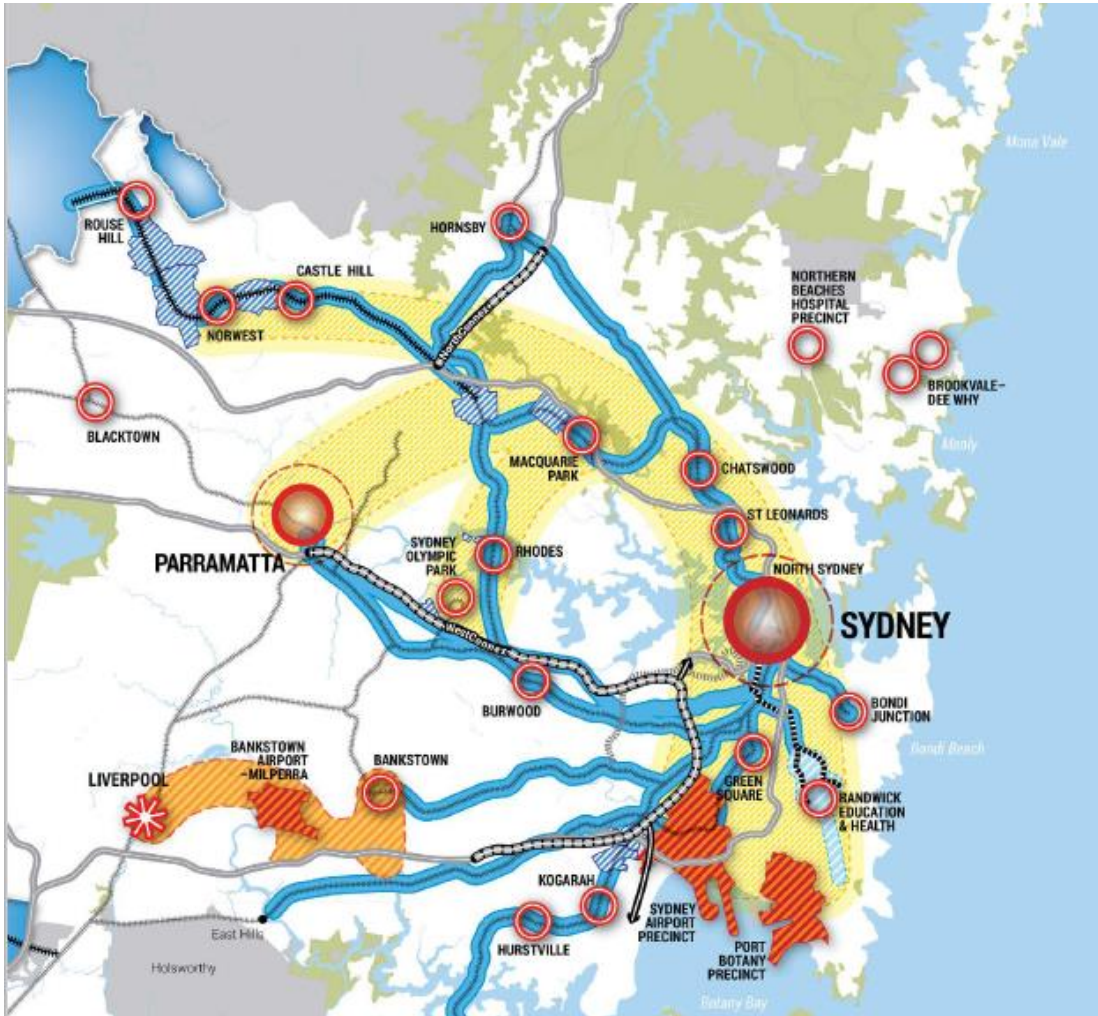 Mona Vale
ROUSE
HILL
HORNSBY
CASTLE HILL
NORTHERN
BEACHES
HOSPITAL
PRECINCT
NORWEST
NorthConnex
BROOKVALE–
DEE WHY
BLACKTOWN
Manly
MACQUARIE
PARK
CHATSWOOD
ST LEONARDS
PARRAMATTA
SYDNEY
OLYMPIC
PARK
RHODES
NORTH SYDNEY
SYDNEY
WestConnex
BURWOOD
BONDI
JUNCTION
Bondi Beach
BANKSTOWN
AIRPORT
–MILPERRA
BANKSTOWN
LIVERPOOL
GREEN
SQUARE
RANDWICK
EDUCATION
& HEALTH
KOGARAH
SYDNEY
AIRPORT
PRECINCT
East Hills
HURSTVILLE
PORT
BOTANY
PRECINCT
Holsworthy
Botany Bay